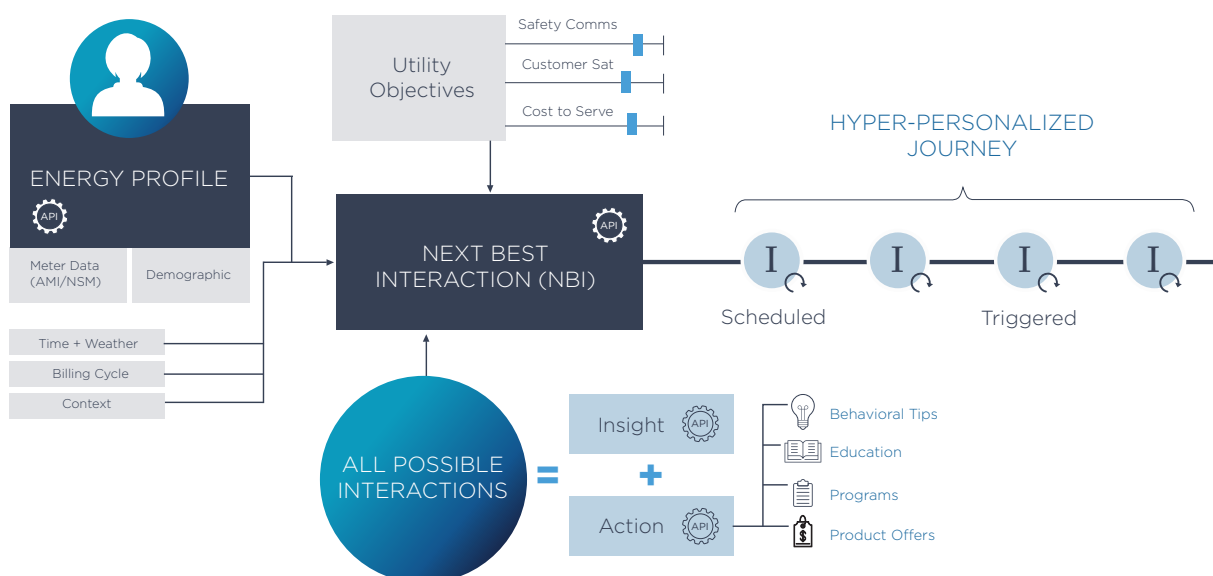 Safety Comms
Utility
Objectives
Customer Sat
Cost to Serve
HYPER-PERSONALIZED
JOURNEY
ENERGY PROFILE
API
Meter Data
(AMI/NSM)
Demographic
Time + Weather
Billing Cycle
Context
API
NEXT BEST
INTERACTION (NBI)
I
I
I
I
Scheduled
Triggered
ALL POSSIBLE
INTERACTIONS
=
Insight
API
+
Action
API
Behavioral Tips
Education
Programs
$
Product Offers